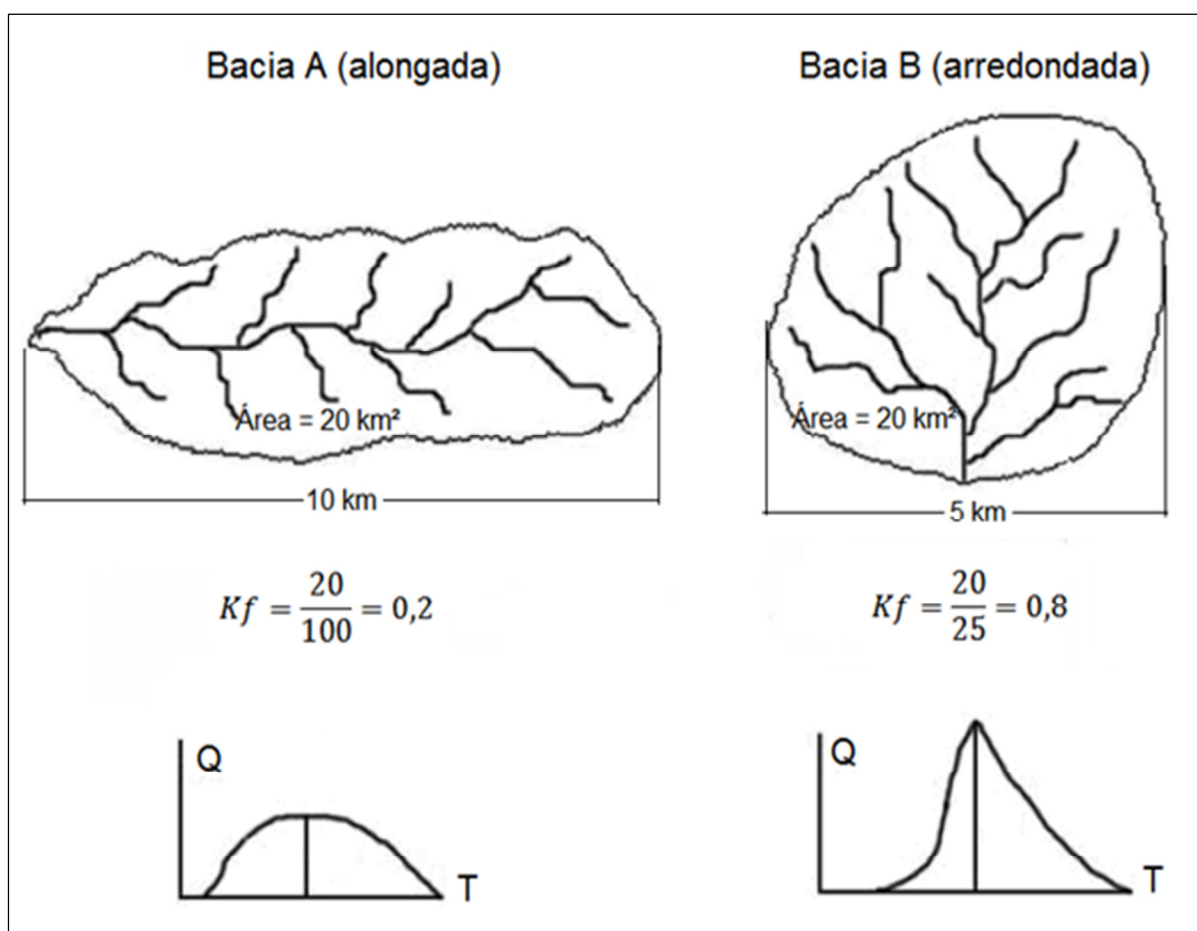 Bacia A (alongada)
Bacia B (arredondada)
Área = 20 km²
Área = 20 km²
10 km
5 km
Kf = 20/100 = 0,2
Kf = 20/25 = 0,8
Q
T
Q
T